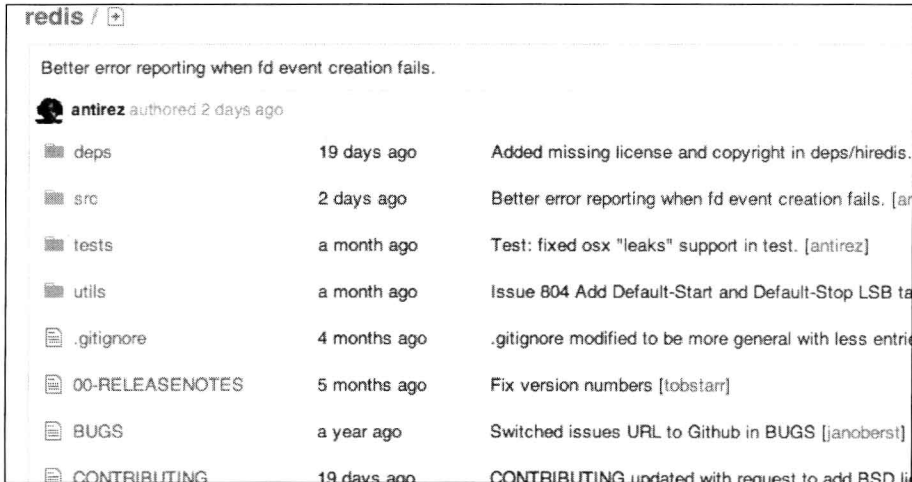 redis /
Better error reporting when fd event creation fails.
antirez authored 2 days ago
deps 19 days ago Added missing license and copyright in deps/hiredis.
src 2 days ago Better error reporting when fd event creation fails. [an
tests a month ago Test: fixed osx "leaks" support in test. [antirez]
utils a month ago Issue 804 Add Default-Start and Default-Stop LSB ta
.gitignore 4 months ago .gitignore modified to be more general with less entrie
00-RELEASENOTES 5 months ago Fix version numbers [tobstarr]
BUGS a year ago Switched issues URL to Github in BUGS [janoberst]
CONTRIBUTING 19 days ago CONTRIBUTING updated with request to add BSD lic